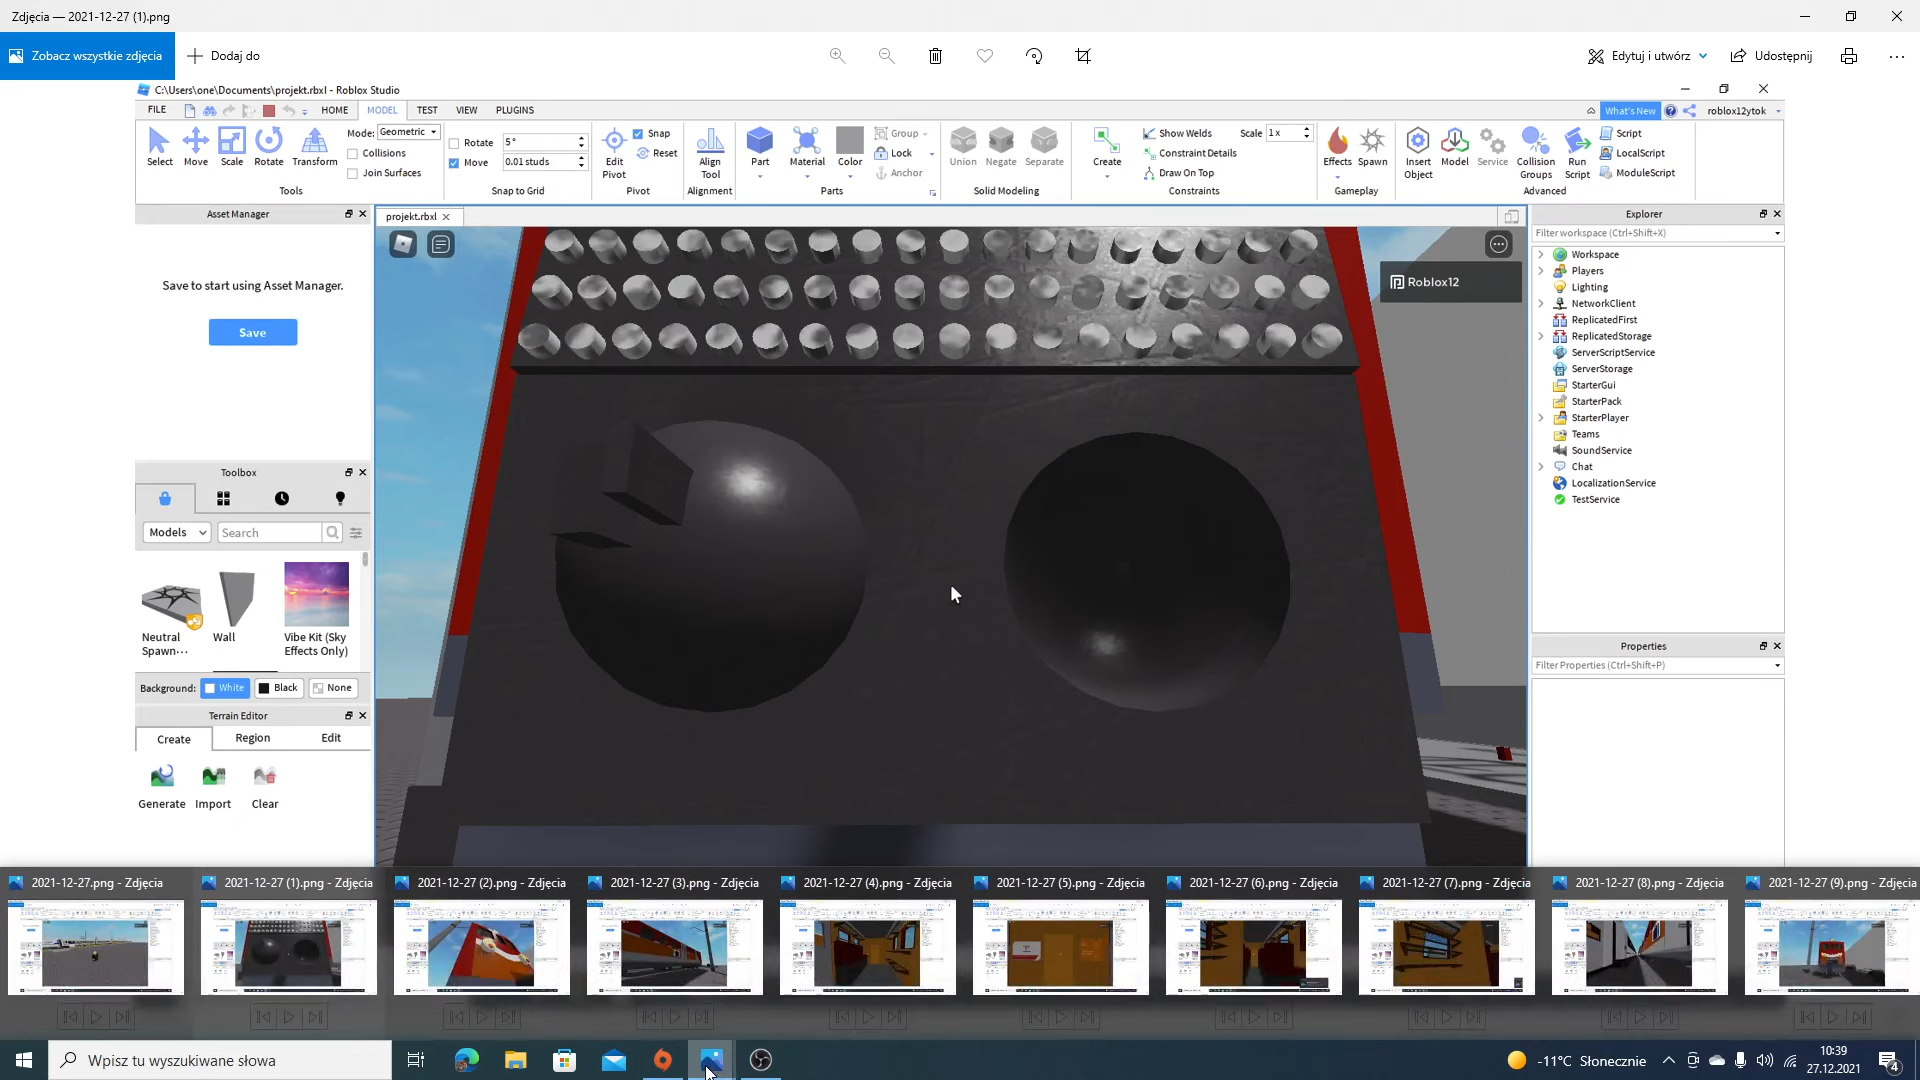 Zdjęcia — 2021-12-27 (1).png
Zobacz wszystkie zdjęcia
Dodaj do
Edytuj i utwórz
Udostępnij
C:\Users\one\Documents\projekt.rbxl - Roblox Studio
FILE HOME MODEL TEST VIEW PLUGINS
What's New
roblox12ytok
Select Move Scale Rotate Transform
Mode: Geometric
Collisions
Join Surfaces
Tools
Rotate 5°
Move 0.01 studs
Snap to Grid
Edit Pivot
Snap
Reset
Pivot
Align Tool
Alignment
Part Material Color
Group
Lock
Anchor
Parts
Union Negate Separate
Solid Modeling
Create
Show Welds
Constraint Details
Draw On Top
Scale 1x
Constraints
Effects Spawn
Gameplay
Insert Object
Model
Service
Collision Groups
Run Script
Script
LocalScript
ModuleScript
Advanced
Asset Manager
Save to start using Asset Manager.
Save
Toolbox
Models
Search
Neutral Spawn...
Wall
Vibe Kit (Sky Effects Only)
Background: White Black None
Terrain Editor
Create Region Edit
Generate Import Clear
projekt.rbxl
Roblox12
Explorer
Filter workspace (Ctrl+Shift+X)
Workspace
Players
Lighting
NetworkClient
ReplicatedFirst
ReplicatedStorage
ServerScriptService
ServerStorage
StarterGui
StarterPack
StarterPlayer
Teams
SoundService
Chat
LocalizationService
TestService
Properties
Filter Properties (Ctrl+Shift+P)
2021-12-27.png - Zdjęcia
2021-12-27 (1).png - Zdjęcia
2021-12-27 (2).png - Zdjęcia
2021-12-27 (3).png - Zdjęcia
2021-12-27 (4).png - Zdjęcia
2021-12-27 (5).png - Zdjęcia
2021-12-27 (6).png - Zdjęcia
2021-12-27 (7).png - Zdjęcia
2021-12-27 (8).png - Zdjęcia
2021-12-27 (9).png - Zdjęcia
Wpisz tu wyszukiwane słowa
-11°C Słonecznie
10:39
27.12.2021
4